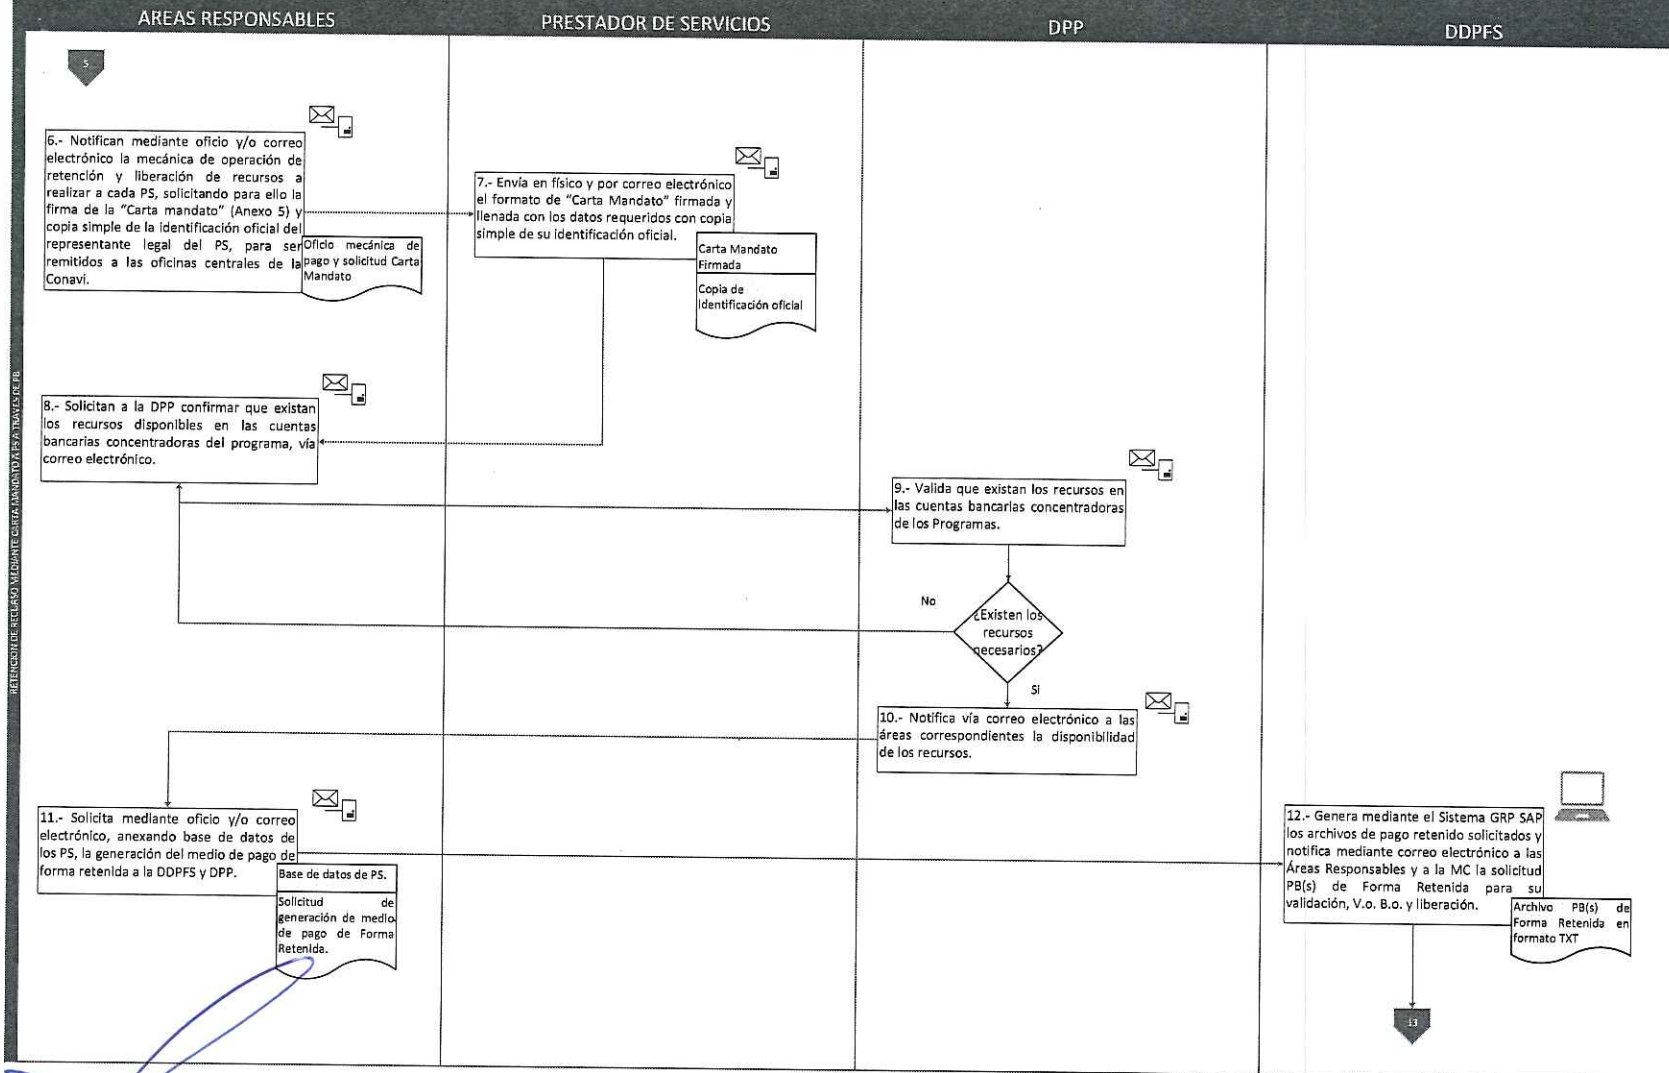 AREAS RESPONSABLES
PRESTADOR DE SERVICIOS
DPP
DDPFS
RETENCION DE RECURSO MEDIANTE CARTA MANDATO A PS A TRAVES DE PB
5
6.- Notifican mediante oficio y/o correo
electrónico la mecánica de operación de
retención y liberación de recursos a
realizar a cada PS, solicitando para ello la
firma de la "Carta mandato" (Anexo 5) y
copia simple de la identificación oficial del
representante legal del PS, para ser
remitidos a las oficinas centrales de la
Conavi.
Oficio mecánica de
pago y solicitud Carta
Mandato
7.- Envía en físico y por correo electrónico
el formato de "Carta Mandato" firmada y
llenada con los datos requeridos con copia
simple de su identificación oficial.
Carta Mandato
Firmada
Copia de
Identificación oficial
8.- Solicitan a la DPP confirmar que existan
los recursos disponibles en las cuentas
bancarias concentradoras del programa, vía
correo electrónico.
9.- Valida que existan los recursos en
las cuentas bancarias concentradoras
de los Programas.
No
¿Existen los
recursos
necesarios?
Si
10.- Notifica vía correo electrónico a las
áreas correspondientes la disponibilidad
de los recursos.
11.- Solicita mediante oficio y/o correo
electrónico, anexando base de datos de
los PS, la generación del medio de pago de
forma retenida a la DDPFS y DPP.
Base de datos de PS.
Solicitud de
generación de medio
de pago de Forma
Retenida.
12.- Genera mediante el Sistema GRP SAP
los archivos de pago retenido solicitados y
notifica mediante correo electrónico a las
Áreas Responsables y a la MC la solicitud
PB(s) de Forma Retenida para su
validación, V.o. B.o. y liberación.
Archivo PB(s) de
Forma Retenida en
formato TXT
13